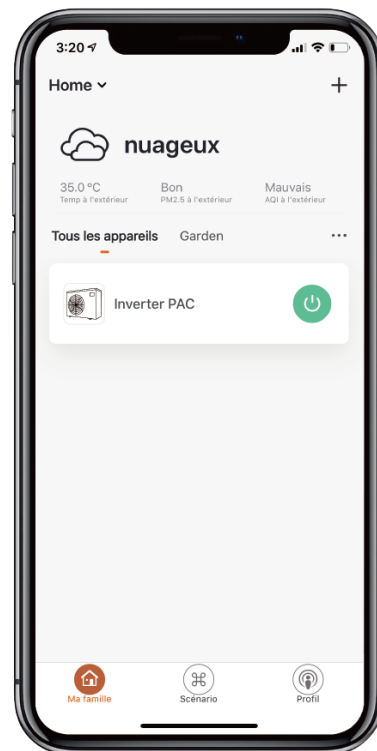 3:20
Home
nuageux
35.0 °C Bon Mauvais
Temp à l'extérieur PM2.5 à l'extérieur AQI à l'extérieur
Tous les appareils Garden
Inverter PAC
Ma famille Scénario Profil